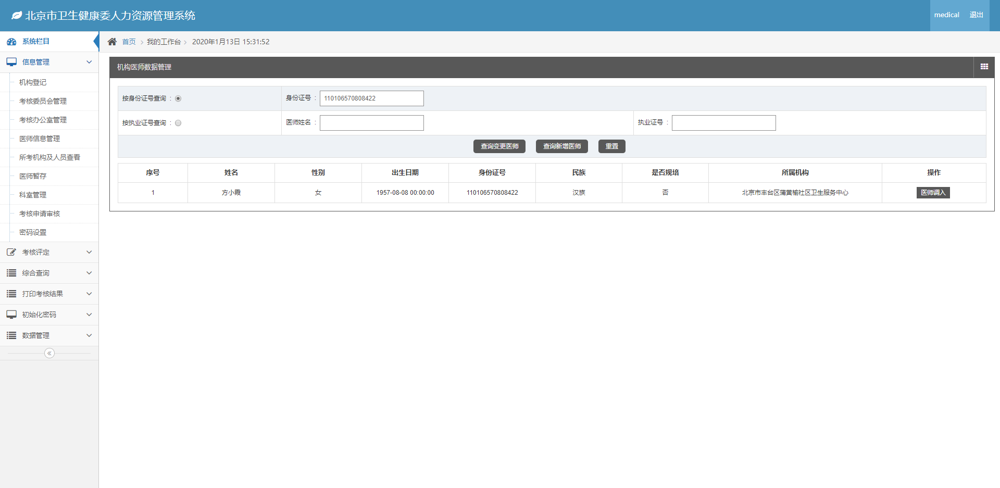 北京市卫生健康委人力资源管理系统
medical 退出
系统栏目
首页 我的工作台 2020年1月13日 15:31:52
信息管理
机构登记
考核委员会管理
考核办公室管理
医师信息管理
所考机构及人员查看
医师暂存
科室管理
考核申请审核
密码设置
考核评定
综合查询
打印考核结果
初始化密码
数据管理
机构医师数据管理
按身份证号查询 : 身份证号 : 110106570808422
按执业证号查询 : 医师姓名 : 执业证号 :
查询变更医师 查询新增医师 重置
序号 姓名 性别 出生日期 身份证号 民族 是否规培 所属机构 操作
1 方小霞 女 1957-08-08 00:00:00 110106570808422 汉族 否 北京市丰台区蒲黄榆社区卫生服务中心 医师调入